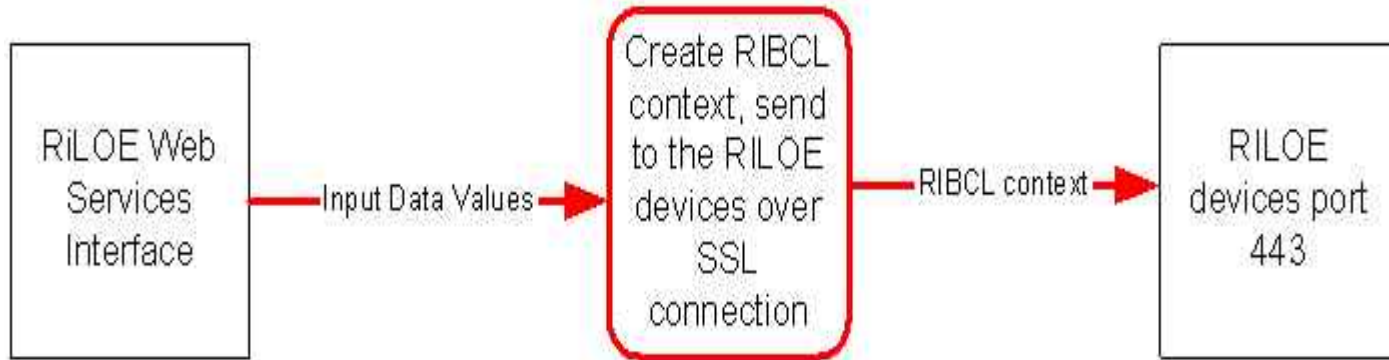 RiLOE Web
Services
Interface
Input Data Values
Create RIBCL
context, send
to the RILOE
devices over
SSL
connection
RIBCL context
RILOE
devices port
443